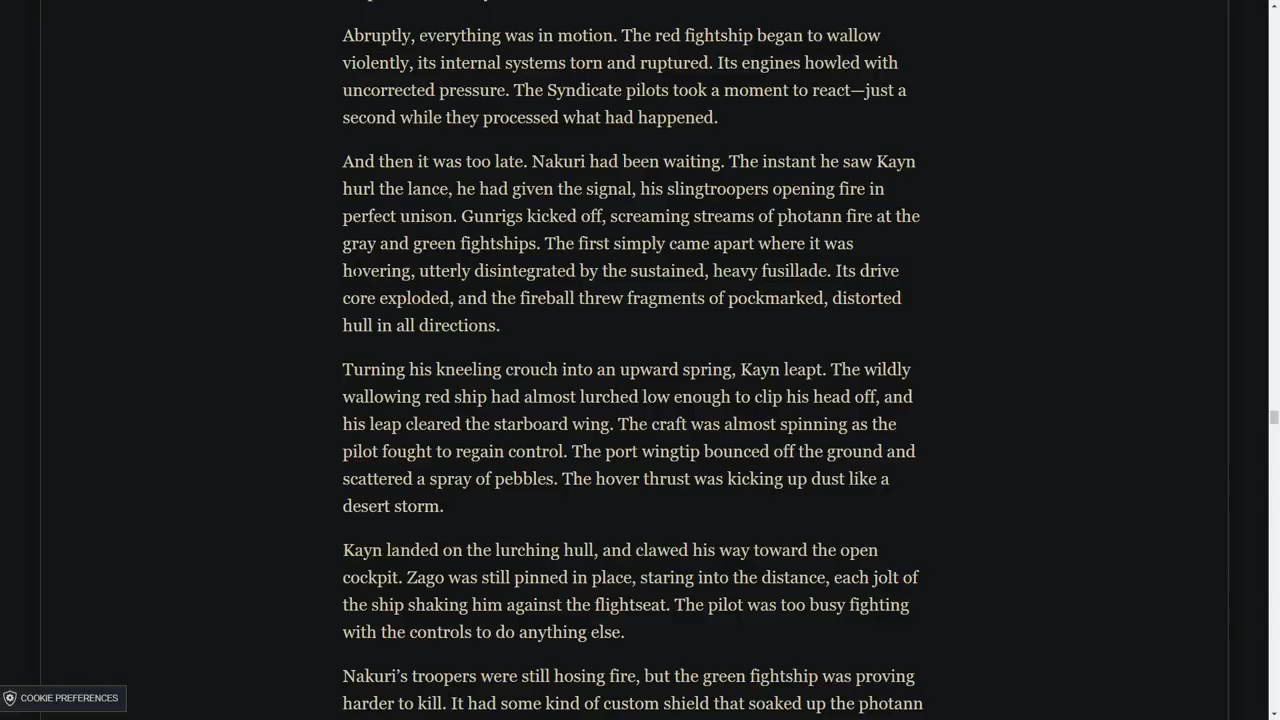 Abruptly, everything was in motion. The red fightship began to wallow
violently, its internal systems torn and ruptured. Its engines howled with
uncorrected pressure. The Syndicate pilots took a moment to react—just a
second while they processed what had happened.
And then it was too late. Nakuri had been waiting. The instant he saw Kayn
hurl the lance, he had given the signal, his slingtroopers opening fire in
perfect unison. Gunrigs kicked off, screaming streams of photann fire at the
gray and green fightships. The first simply came apart where it was
hovering, utterly disintegrated by the sustained, heavy fusillade. Its drive
core exploded, and the fireball threw fragments of pockmarked, distorted
hull in all directions.
Turning his kneeling crouch into an upward spring, Kayn leapt. The wildly
wallowing red ship had almost lurched low enough to clip his head off, and
his leap cleared the starboard wing. The craft was almost spinning as the
pilot fought to regain control. The port wingtip bounced off the ground and
scattered a spray of pebbles. The hover thrust was kicking up dust like a
desert storm.
Kayn landed on the lurching hull, and clawed his way toward the open
cockpit. Zago was still pinned in place, staring into the distance, each jolt of
the ship shaking him against the flightseat. The pilot was too busy fighting
with the controls to do anything else.
Nakuri’s troopers were still hosing fire, but the green fightship was proving
harder to kill. It had some kind of custom shield that soaked up the photann
COOKIE PREFERENCES